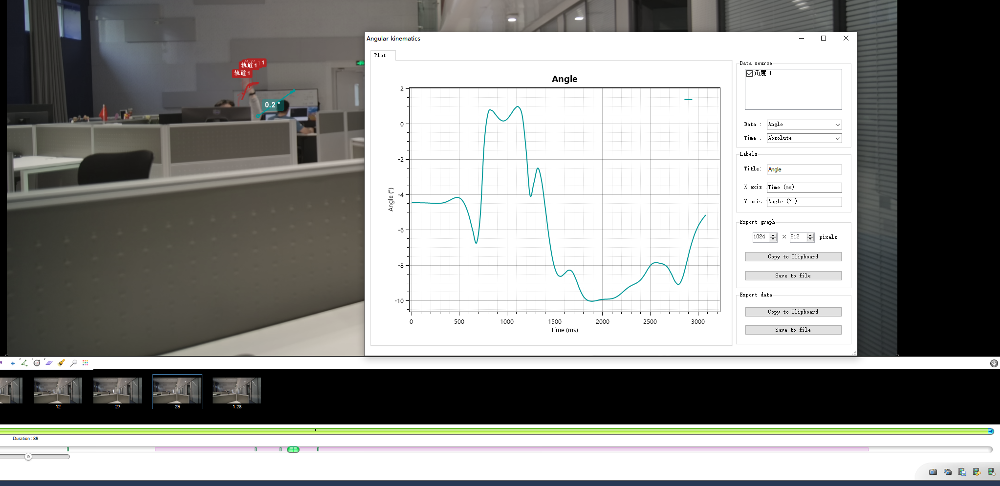 轨道 1
轨道 1
0.2 °
Angular kinematics
Plot
Angle
2
0
-2
-4
-6
-8
-10
Angle (°)
0
500
1000
1500
2000
2500
3000
Time (ms)
Data source
角度 1
Data :
Angle
Time :
Absolute
Labels
Title:
Angle
X axis :
Time (ms)
Y axis :
Angle (° )
Export graph
1024 × 512 pixels
Copy to Clipboard
Save to file
Export data
Copy to Clipboard
Save to file
12
27
29
1.28
Duration : 86